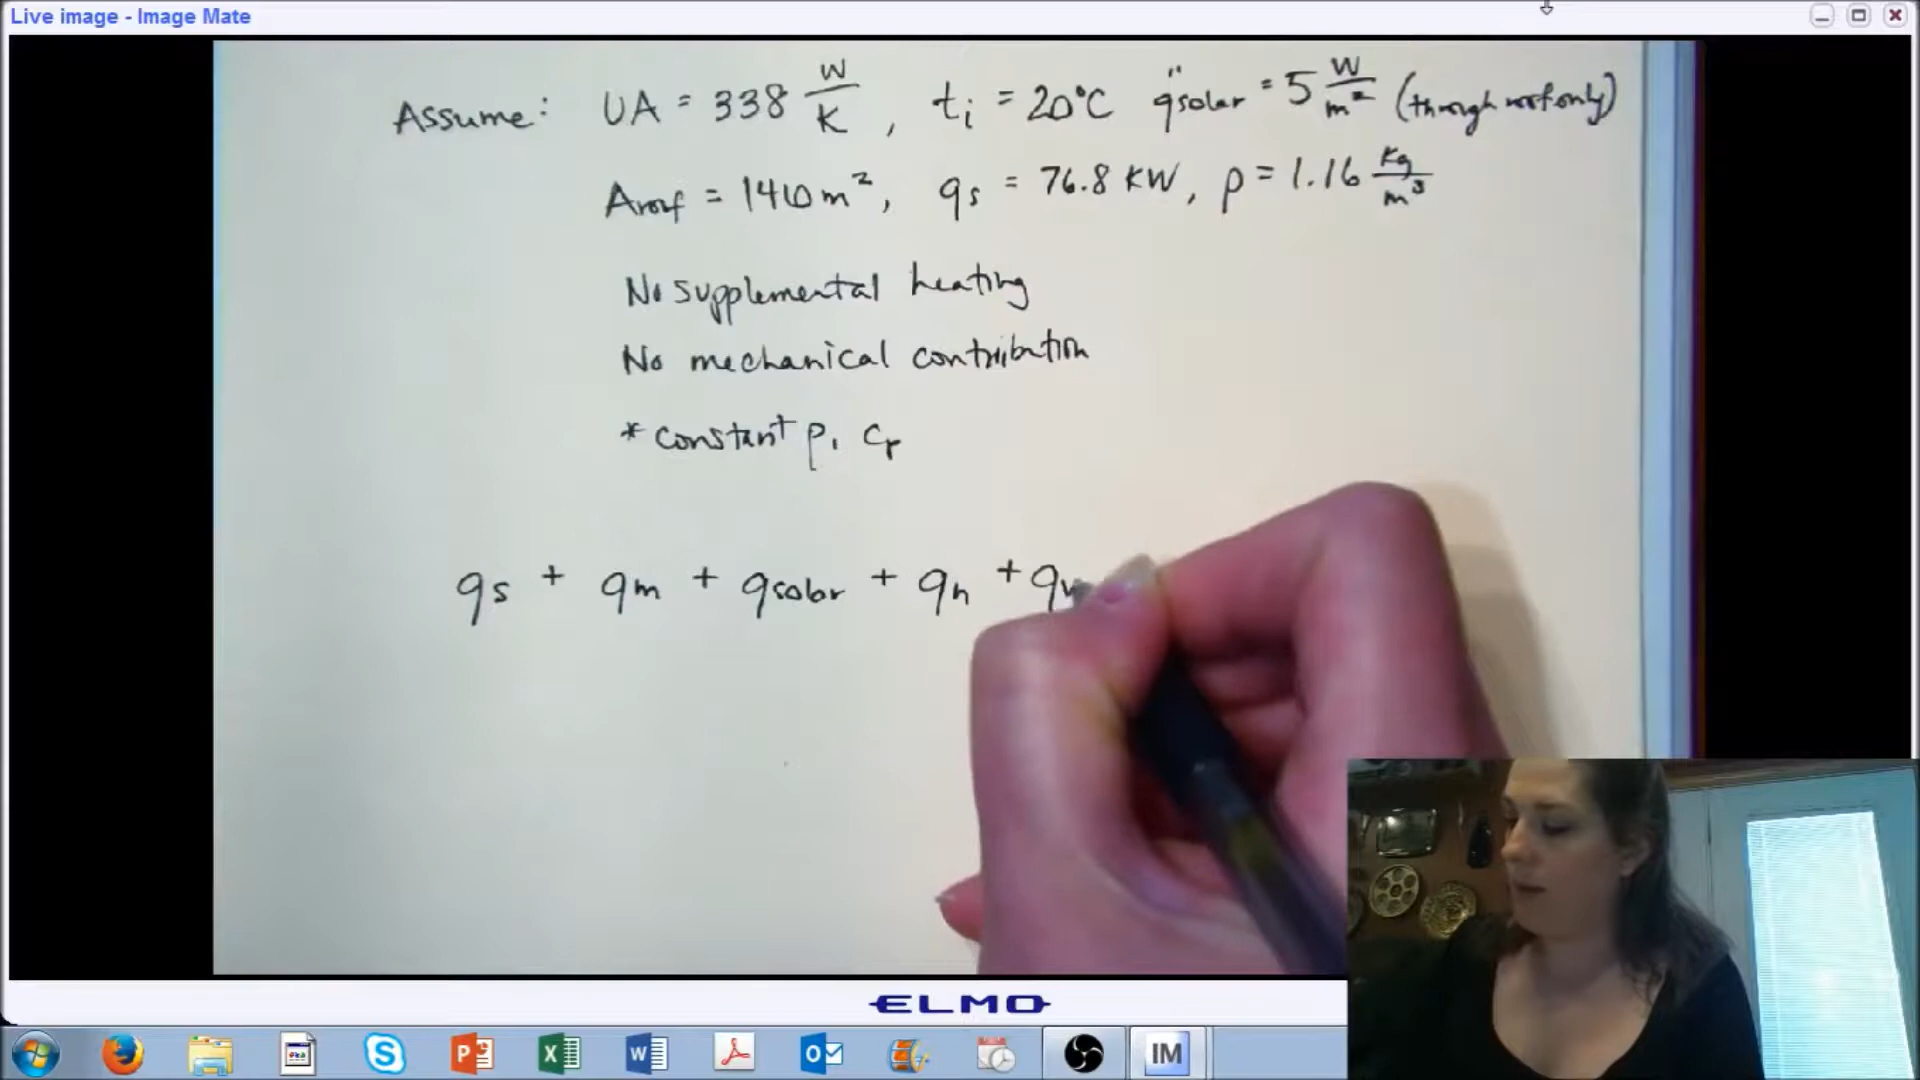 Live image - Image Mate
Assume: UA = 338 W/K, ti = 20°C q̈solar = 5 W/m² (through roof only)
Aroof = 1410 m², qs = 76.8 KW, ρ = 1.16 kg/m³
No supplemental heating
No mechanical contribution
* constant ρ, cp
qs + qm + qsolar + qh + q
ELMO
IM